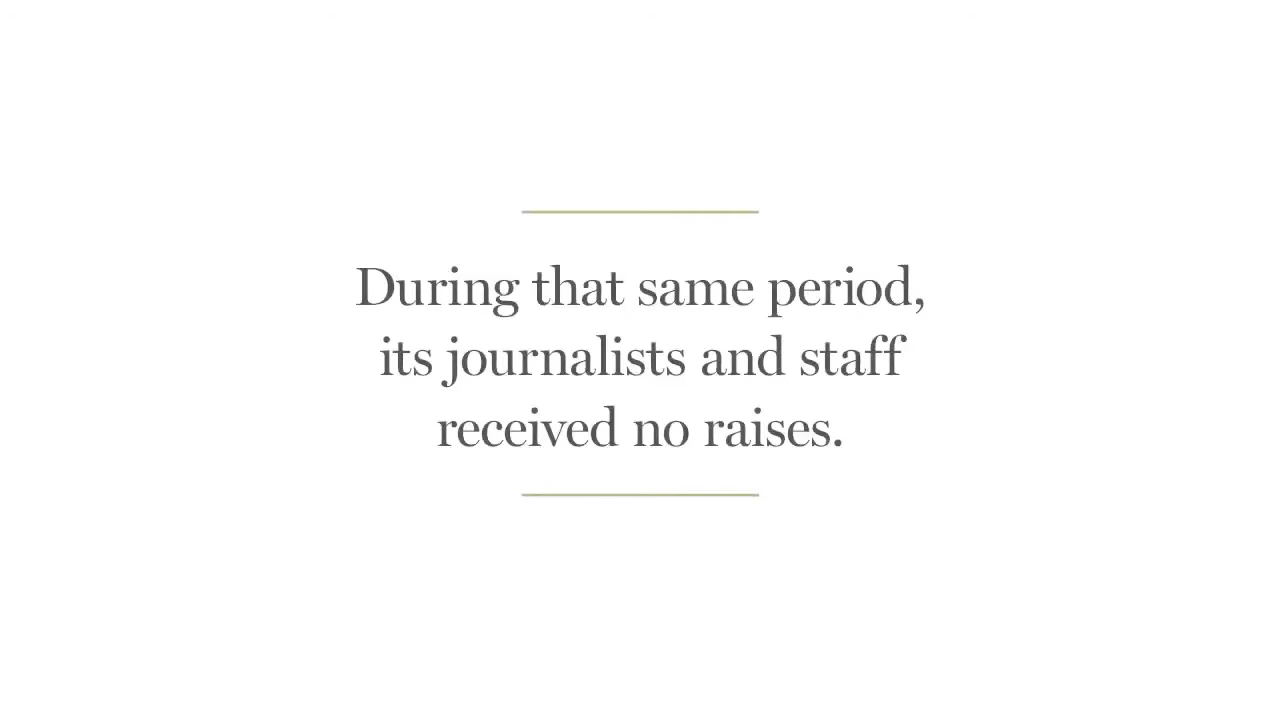 During that same period,
its journalists and staff
received no raises.